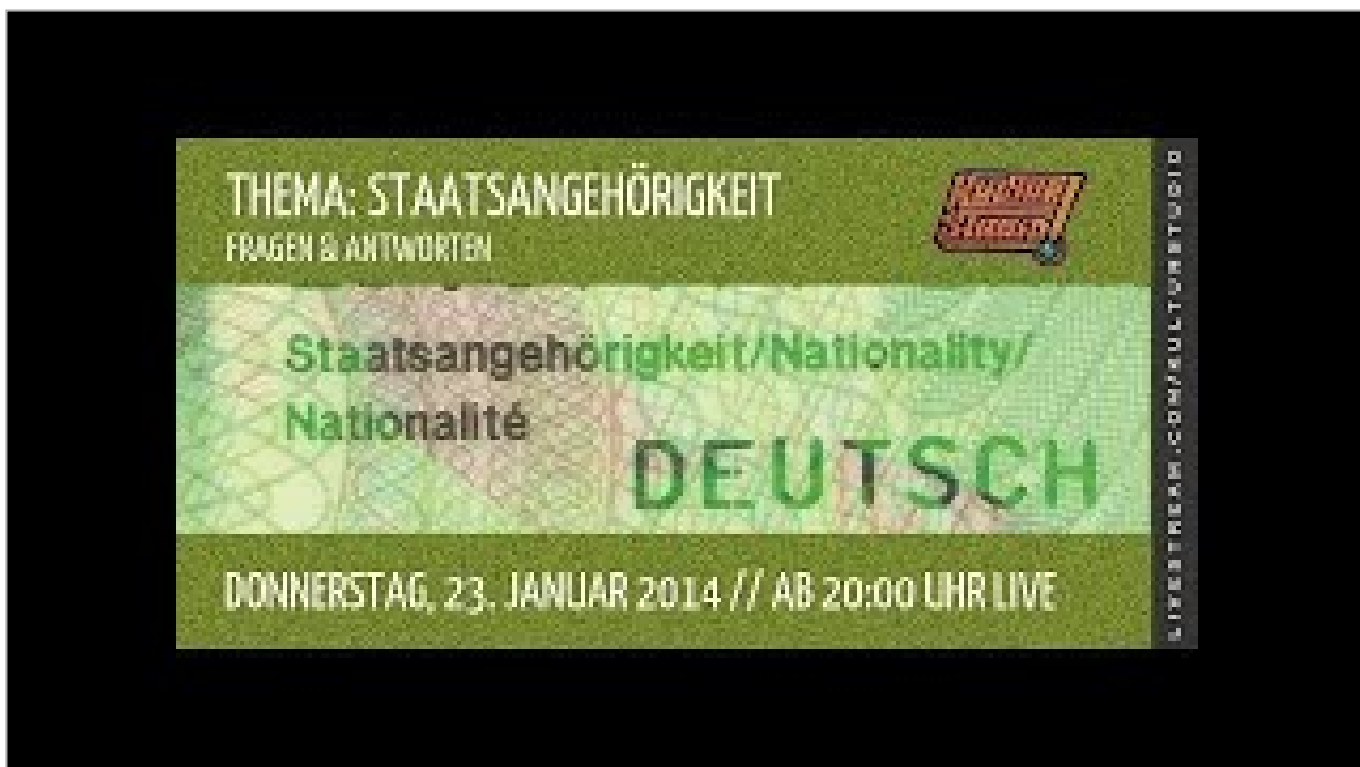 THEMA: STAATSANGEHÖRIGKEIT
FRAGEN & ANTWORTEN
Staatsangehörigkeit/Nationality/
Nationalité
DEUTSCH
DONNERSTAG, 23. JANUAR 2014 // AB 20:00 UHR LIVE
LIVESTREAM.COM/KULTURSTUDIO